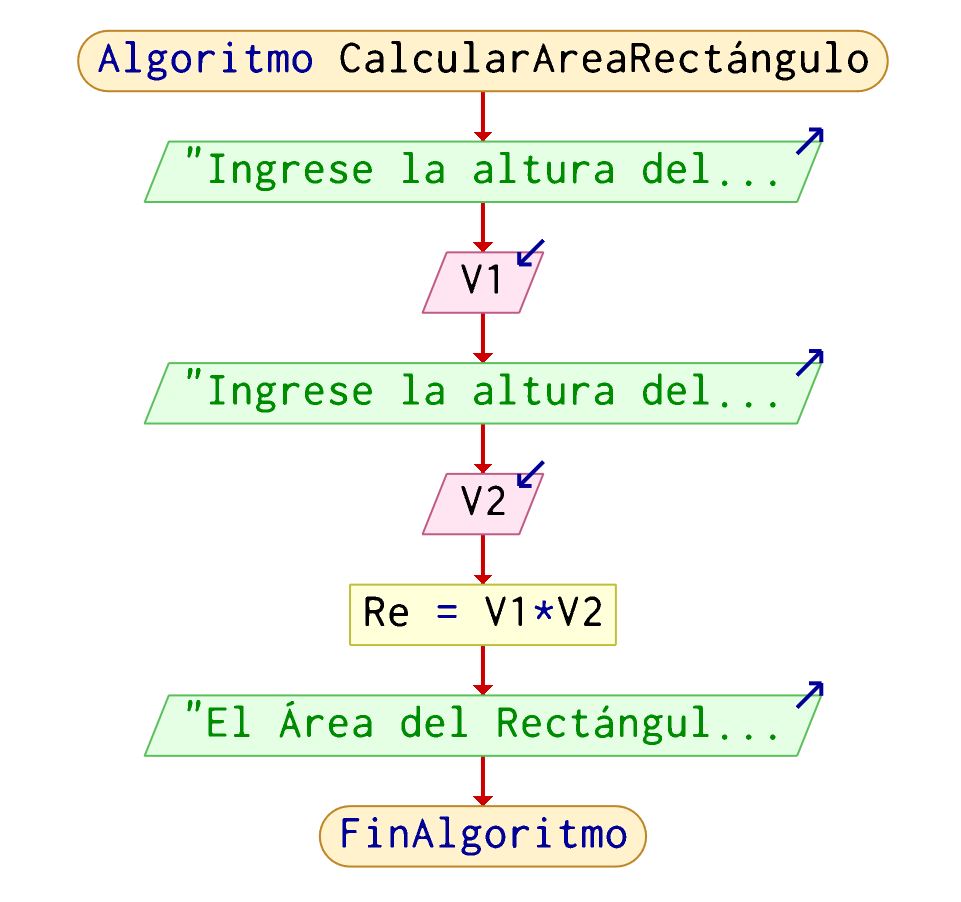 Algoritmo CalcularAreaRectángulo
"Ingrese la altura del...
V1
"Ingrese la altura del...
V2
Re = V1*V2
"El Área del Rectángul...
FinAlgoritmo